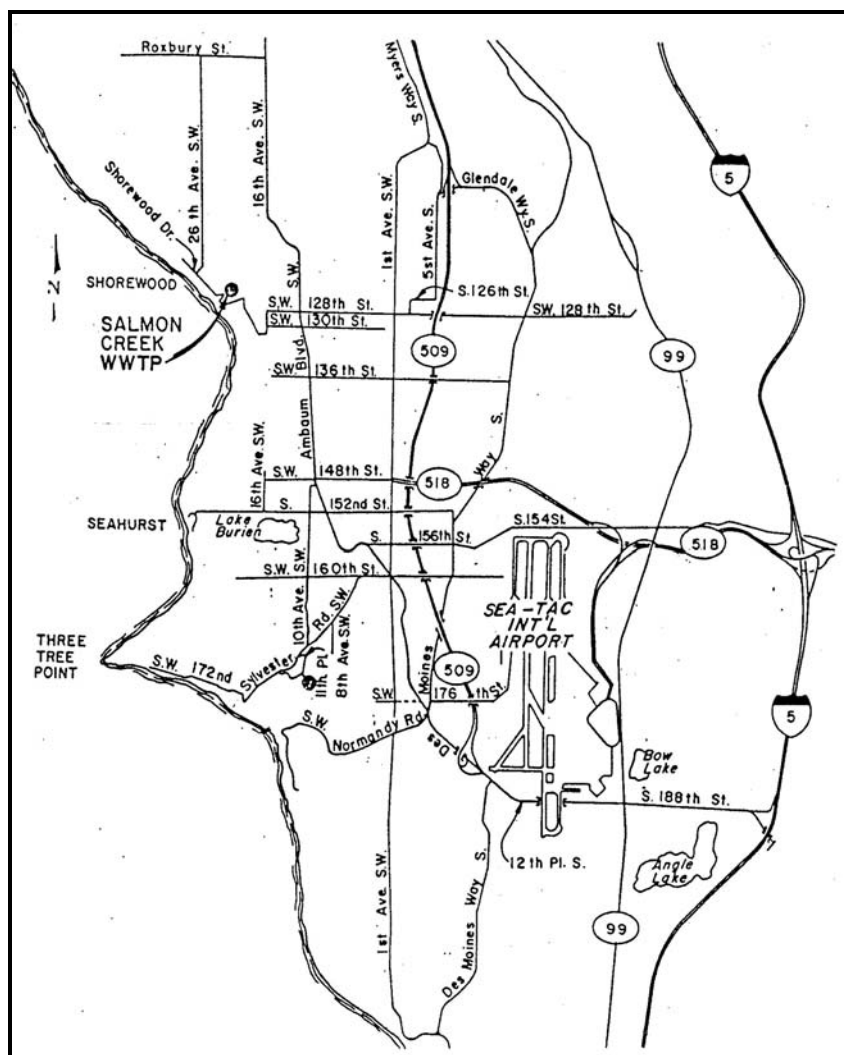 Roxbury St.
Myers Way S.
26th Ave. S.W.
16th Ave. S.W.
Shorewood Dr.
1st Ave. S.W.
5st Ave. S.
Glendale Wy S.
5
N
SHOREWOOD
S.126th St.
S.W. 128th St.
SW. 128th St.
S.W. 130th St.
SALMON
CREEK
WWTP
509
99
S.W. 136th St.
Ambaum Blvd. S.W.
Way S.
16th Ave. S.W.
S.W. 148th St.
518
SEAHURST
S. 152nd St.
Lake
Burien
S. 156th St.
S.154St.
518
S.W. 160th St.
10th Ave. S.W.
SEA-TAC
INT'L
AIRPORT
THREE
TREE
POINT
S.W. 172nd
Sylvester Rd. S.W.
11th Pl.
8th Ave. S.W.
509
S.W. 176 th St.
Des Moines
S.W.
Normandy Rd.
5
Bow
Lake
S. 188th St.
12th Pl. S.
Angle
Lake
1st Ave S.W.
Des Moines Way S.
99